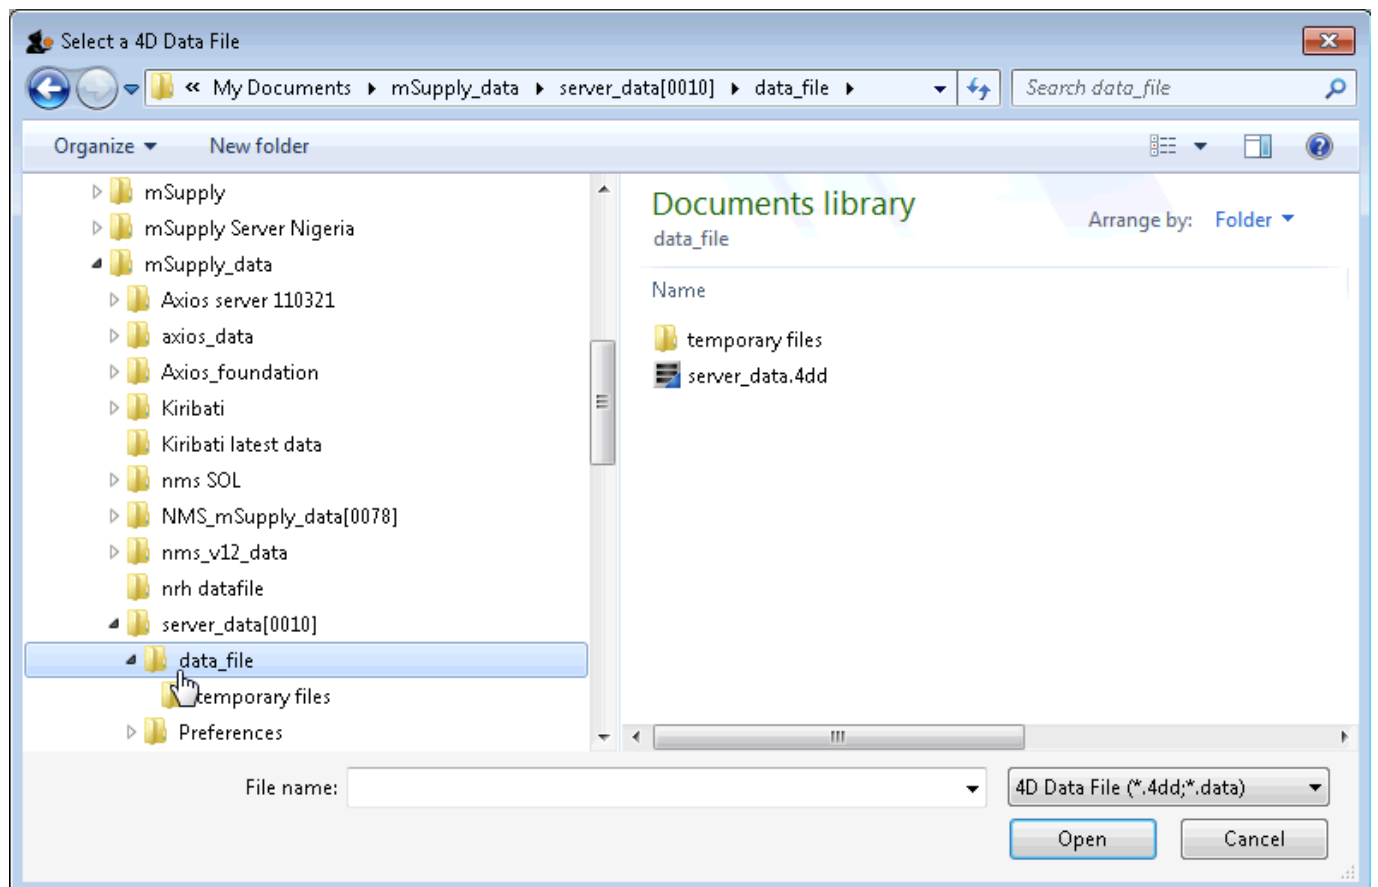 Select a 4D Data File
« My Documents mSupply_data server_data[0010] data_file
Search data_file
Organize New folder
mSupply
mSupply Server Nigeria
mSupply_data
Axios server 110321
axios_data
Axios_foundation
Kiribati
Kiribati latest data
nms SOL
NMS_mSupply_data[0078]
nms_v12_data
nrh datafile
server_data[0010]
data_file
temporary files
Preferences
Documents library
data_file
Arrange by: Folder
Name
temporary files
server_data.4dd
File name:
4D Data File (*.4dd;*.data)
Open Cancel